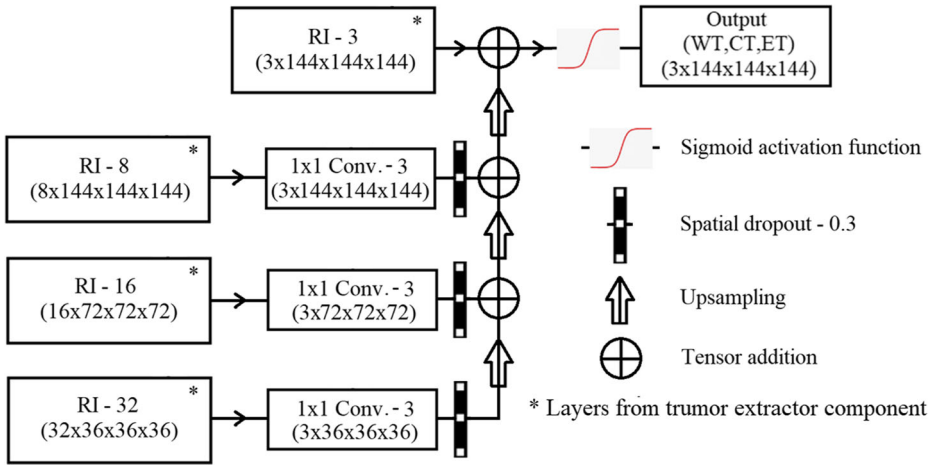 RI - 3
*
(3x144x144x144)
Output
(WT,CT,ET)
(3x144x144x144)
RI - 8
*
(8x144x144x144)
1x1 Conv. - 3
(3x144x144x144)
Sigmoid activation function
Spatial dropout - 0.3
RI - 16
*
(16x72x72x72)
1x1 Conv. - 3
(3x72x72x72)
Upsampling
Tensor addition
RI - 32
*
(32x36x36x36)
1x1 Conv. - 3
(3x36x36x36)
* Layers from trumor extractor component